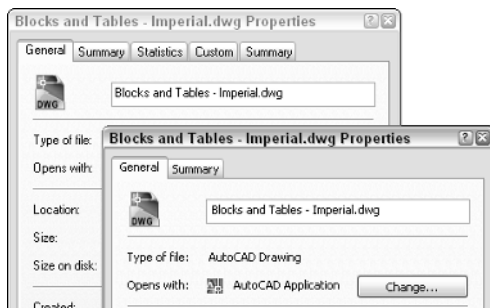 Blocks and Tables - Imperial.dwg Properties
General Summary Statistics Custom Summary
DWG
Blocks and Tables - Imperial.dwg
Type of file:
Opens with:
Location:
Size:
Size on disk:
Created:
Blocks and Tables - Imperial.dwg Properties
General Summary
DWG
Blocks and Tables - Imperial.dwg
Type of file: AutoCAD Drawing
Opens with: AutoCAD Application Change...